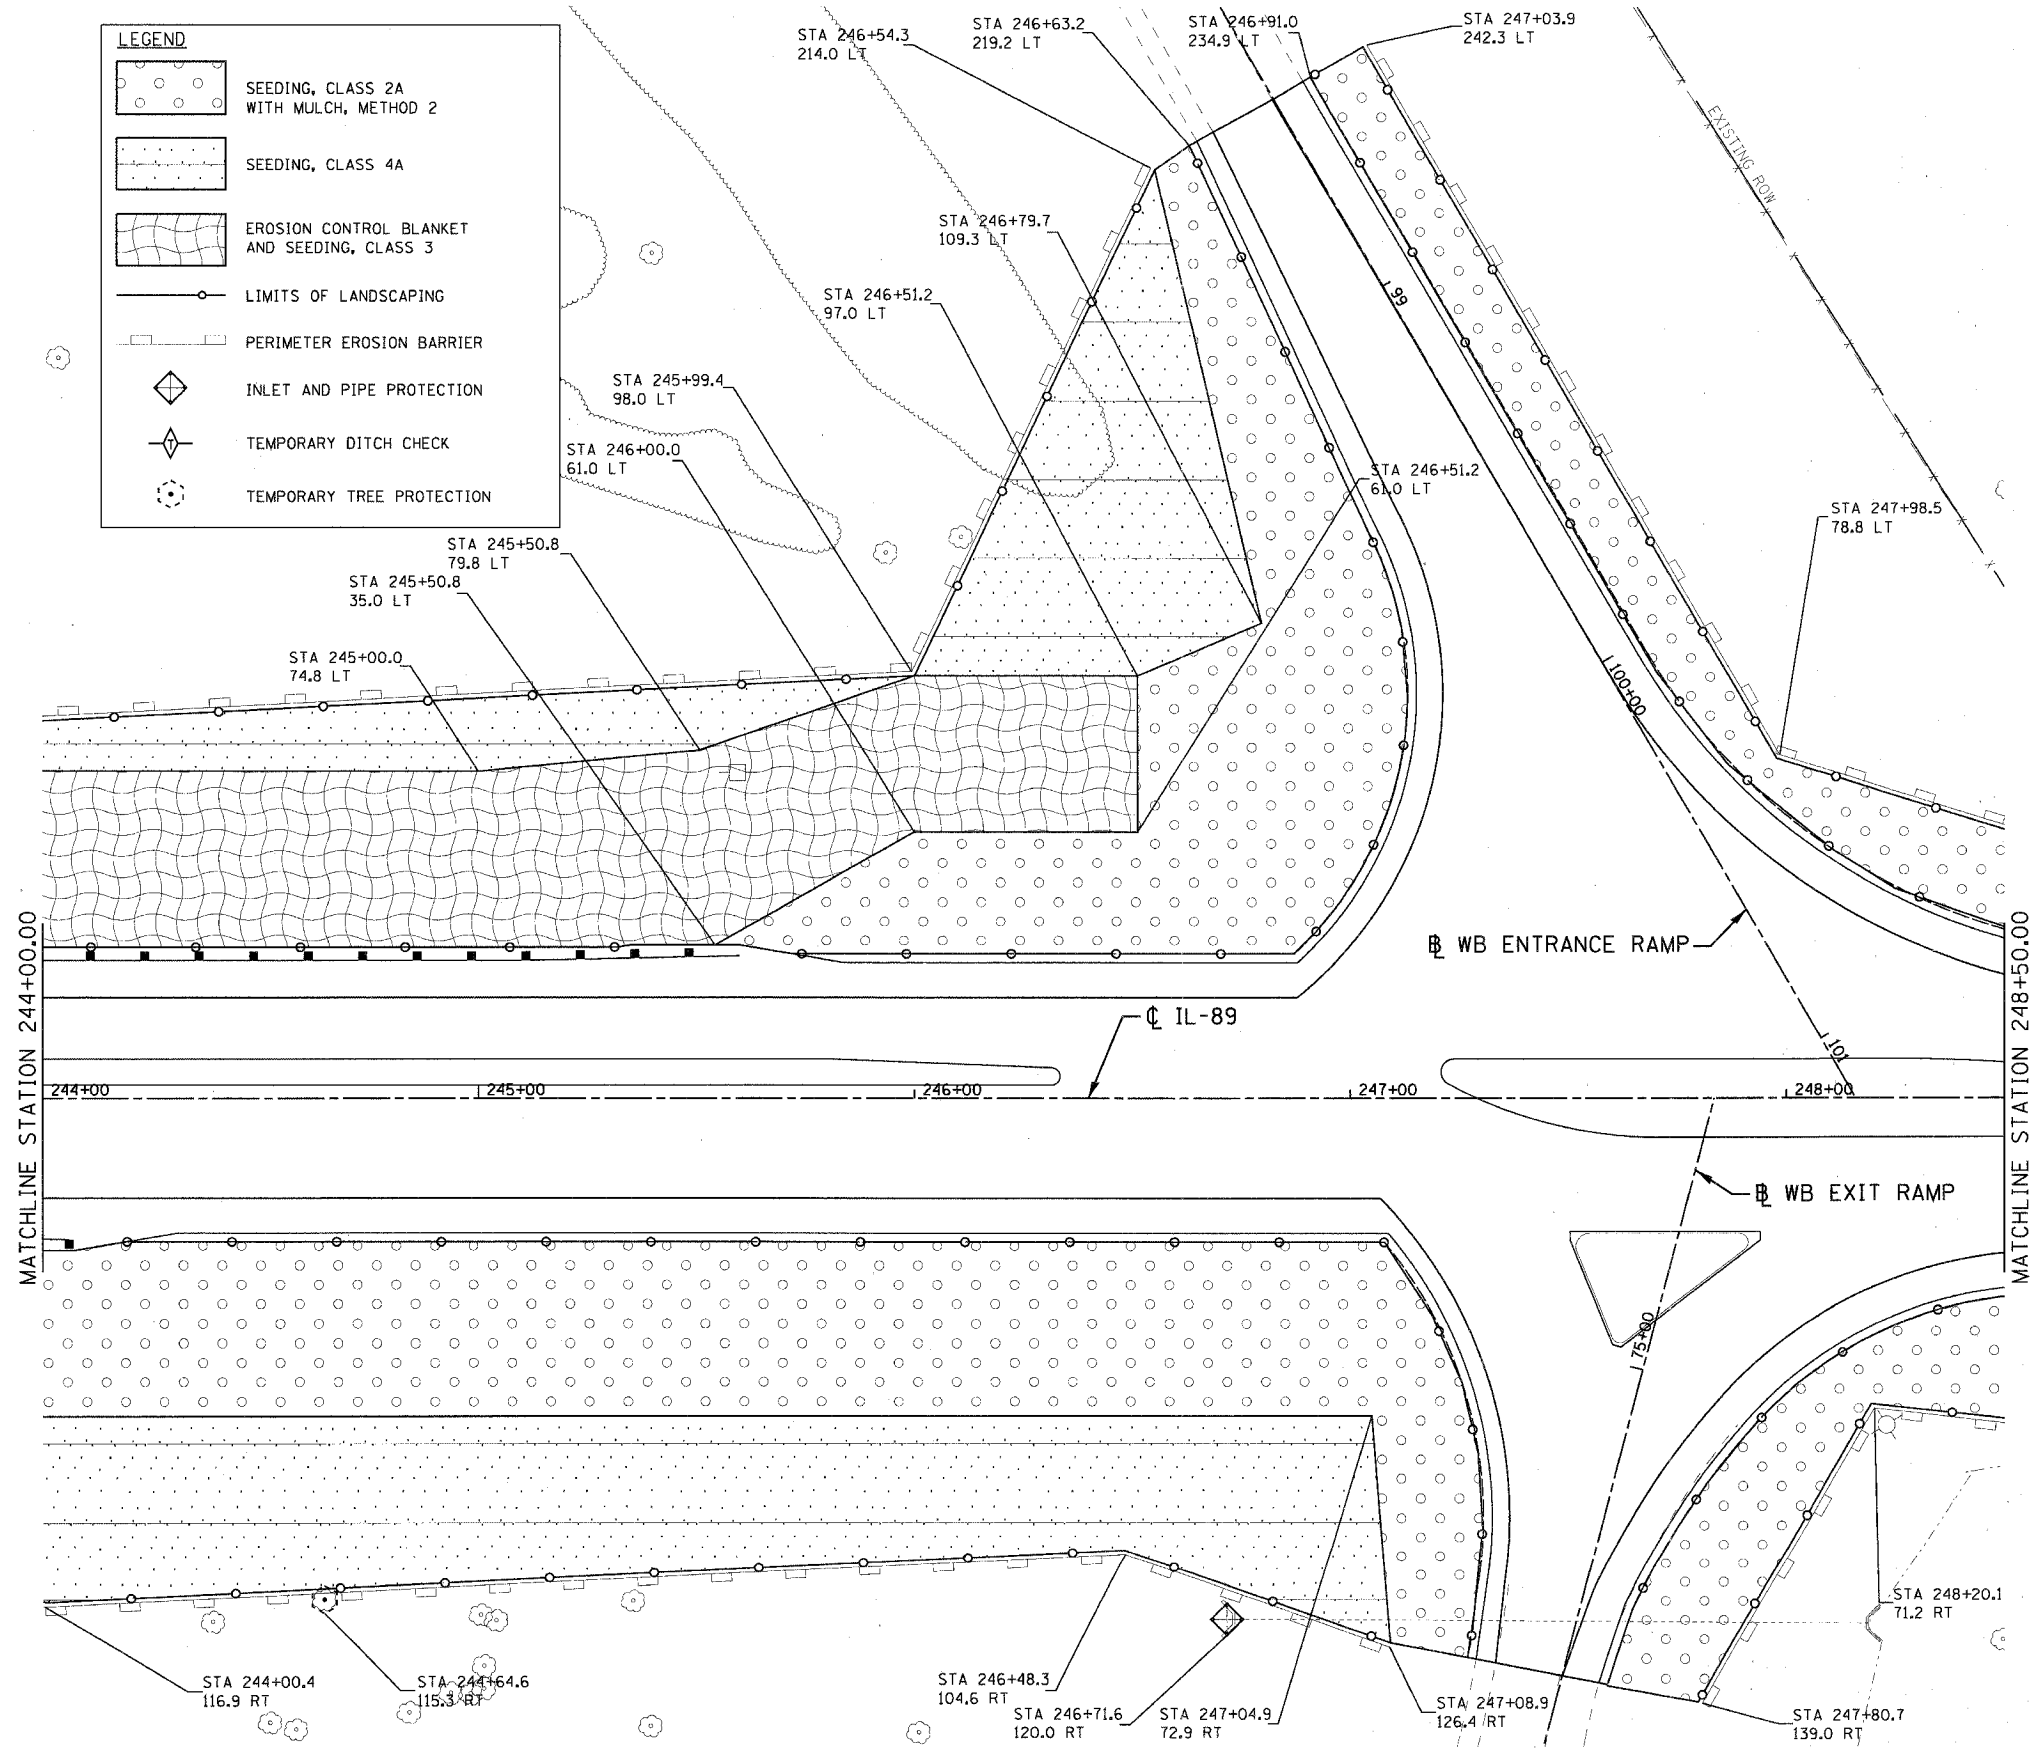 LEGEND
SEEDING, CLASS 2A
WITH MULCH, METHOD 2
SEEDING, CLASS 4A
EROSION CONTROL BLANKET
AND SEEDING, CLASS 3
LIMITS OF LANDSCAPING
PERIMETER EROSION BARRIER
INLET AND PIPE PROTECTION
T
TEMPORARY DITCH CHECK
TEMPORARY TREE PROTECTION
STA 246+54.3
214.0 LT
STA 246+63.2
219.2 LT
STA 246+91.0
234.9 LT
STA 247+03.9
242.3 LT
EXISTING ROW
STA 246+79.7
109.3 LT
STA 246+51.2
97.0 LT
99
STA 245+99.4
98.0 LT
STA 246+00.0
61.0 LT
STA 246+51.2
61.0 LT
STA 247+98.5
78.8 LT
STA 245+50.8
79.8 LT
STA 245+50.8
35.0 LT
STA 245+00.0
74.8 LT
100+00
MATCHLINE STATION 244+00.00
MATCHLINE STATION 248+50.00
℄ WB ENTRANCE RAMP
℄ IL-89
101
244+00
245+00
246+00
247+00
248+00
℄ WB EXIT RAMP
75+00
STA 244+00.4
116.9 RT
STA 244+64.6
115.3 RT
STA 246+48.3
104.6 RT
STA 246+71.6
120.0 RT
STA 247+04.9
72.9 RT
STA 247+08.9
126.4 RT
STA 247+80.7
139.0 RT
STA 248+20.1
71.2 RT